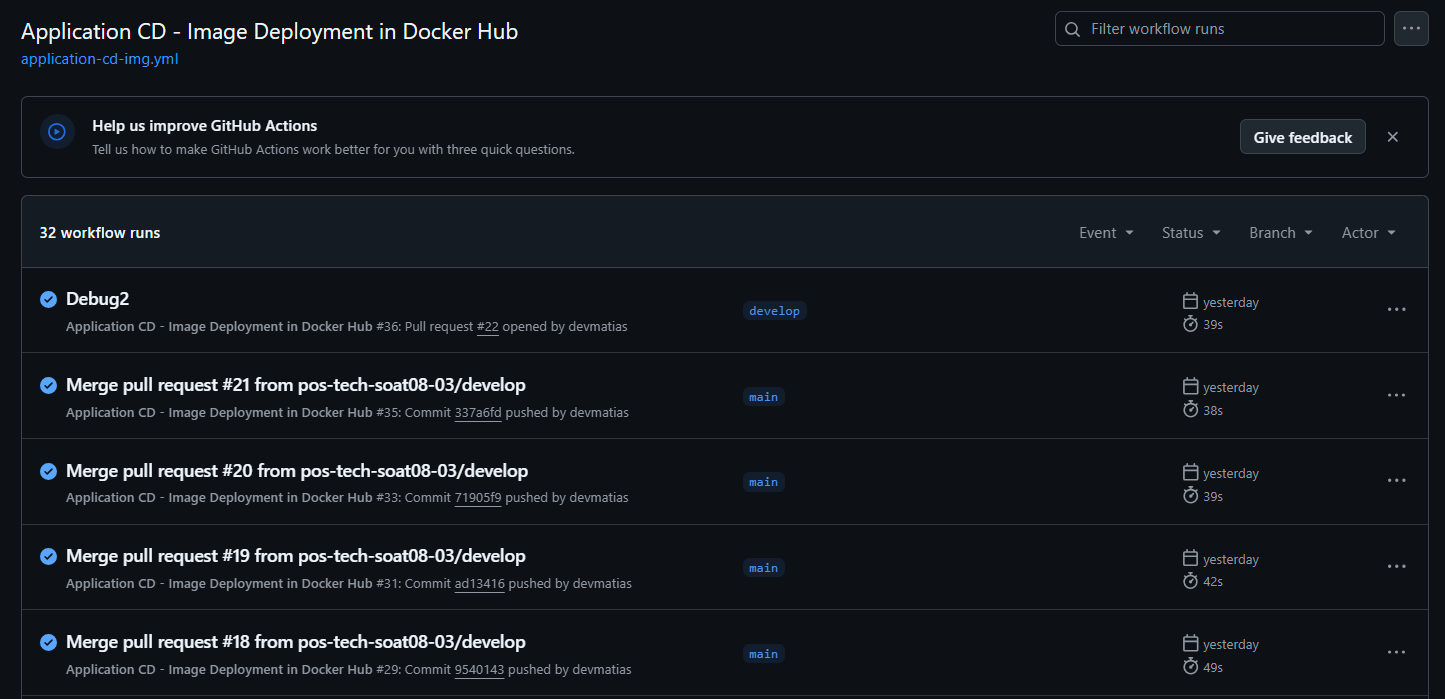 Application CD - Image Deployment in Docker Hub
application-cd-img.yml
Filter workflow runs
Help us improve GitHub Actions
Tell us how to make GitHub Actions work better for you with three quick questions.
Give feedback
32 workflow runs
Event Status Branch Actor
Debug2
Application CD - Image Deployment in Docker Hub #36: Pull request #22 opened by devmatias
develop
yesterday
39s
Merge pull request #21 from pos-tech-soat08-03/develop
Application CD - Image Deployment in Docker Hub #35: Commit 337a6fd pushed by devmatias
main
yesterday
38s
Merge pull request #20 from pos-tech-soat08-03/develop
Application CD - Image Deployment in Docker Hub #33: Commit 71905f9 pushed by devmatias
main
yesterday
39s
Merge pull request #19 from pos-tech-soat08-03/develop
Application CD - Image Deployment in Docker Hub #31: Commit ad13416 pushed by devmatias
main
yesterday
42s
Merge pull request #18 from pos-tech-soat08-03/develop
Application CD - Image Deployment in Docker Hub #29: Commit 9540143 pushed by devmatias
main
yesterday
49s